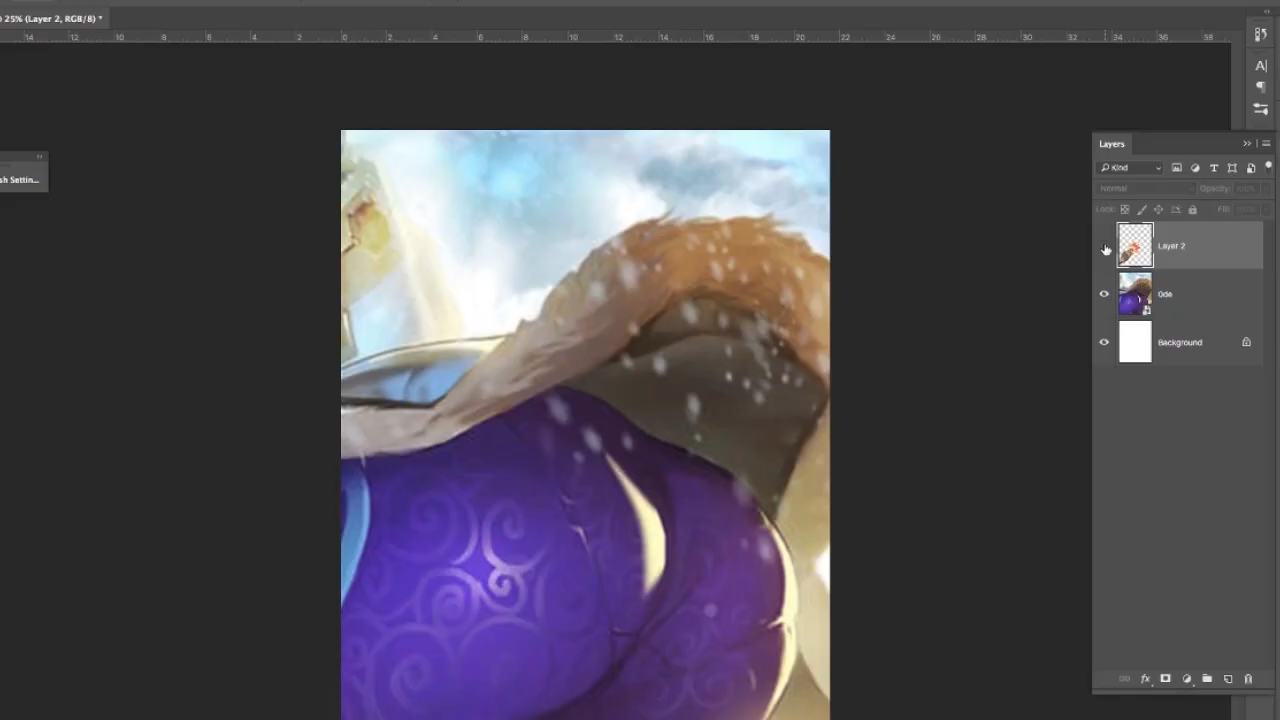 @ 25% (Layer 2, RGB/8) *
14 12 10 8 6 4 2 0 2 4 6 8 10 12 14 16 18 20 22 24 26 28 30 32 34 36 38
sh Settin...
Layers
Kind
Normal Opacity: 100%
Lock: Fill:
Layer 2
Ode
Background